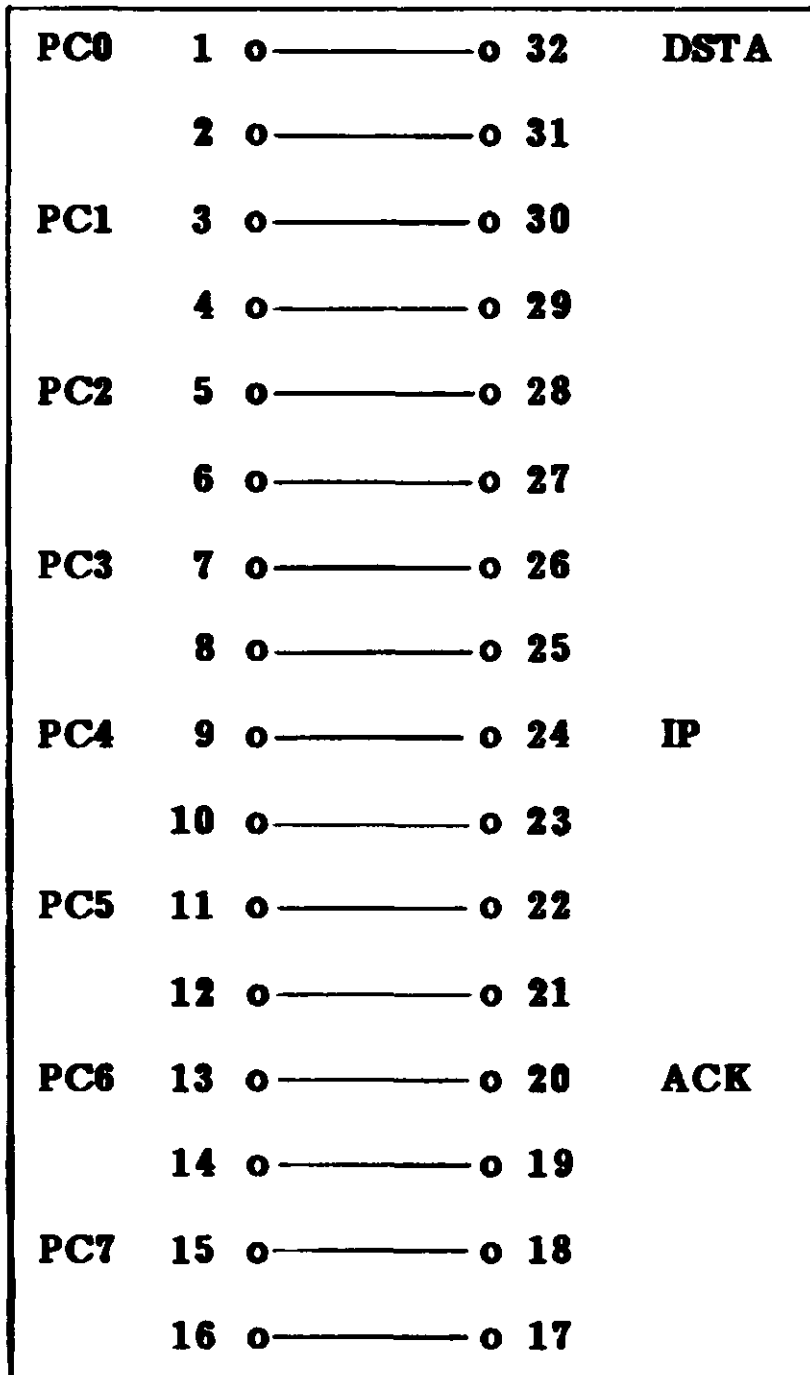 PC0 1 32 DSTA
2 31
PC1 3 30
4 29
PC2 5 28
6 27
PC3 7 26
8 25
PC4 9 24 IP
10 23
PC5 11 22
12 21
PC6 13 20 ACK
14 19
PC7 15 18
16 17